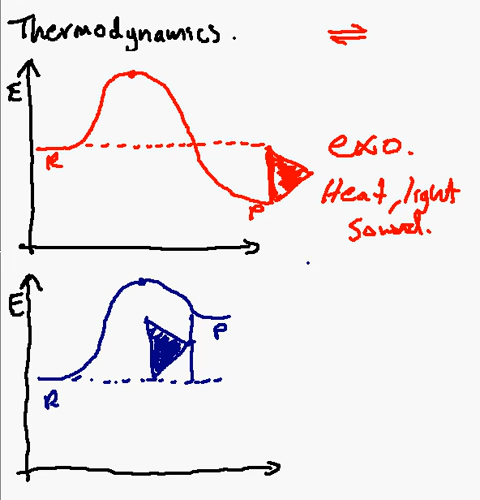 Thermodynamics.
⇌
E
R
P
exo.
Heat, light
Sound.
E
P
R